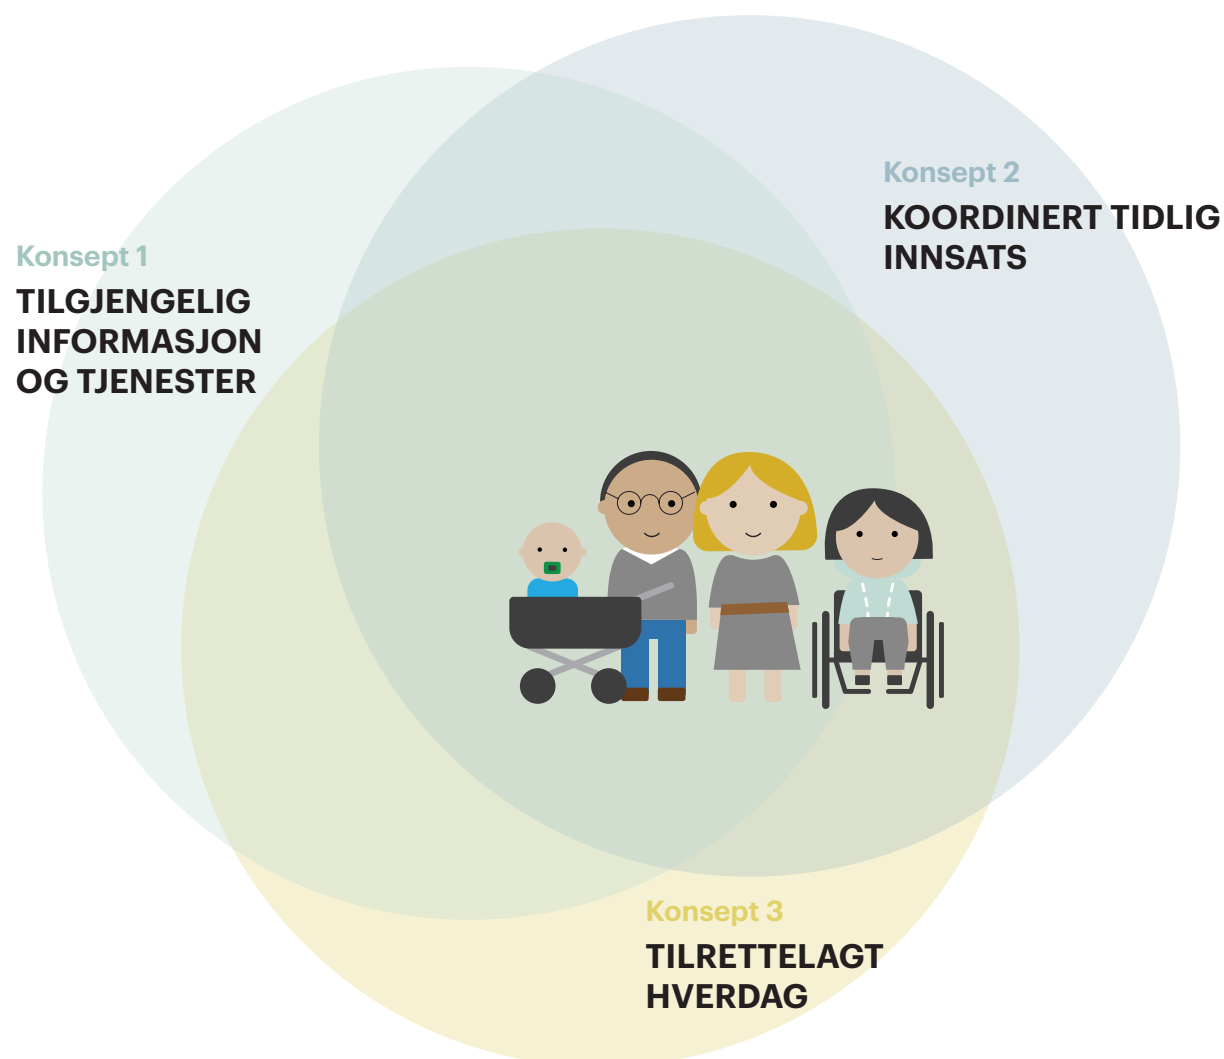 Konsept 1
TILGJENGELIG
INFORMASJON
OG TJENESTER
Konsept 2
KOORDINERT TIDLIG
INNSATS
Konsept 3
TILRETTELAGT
HVERDAG